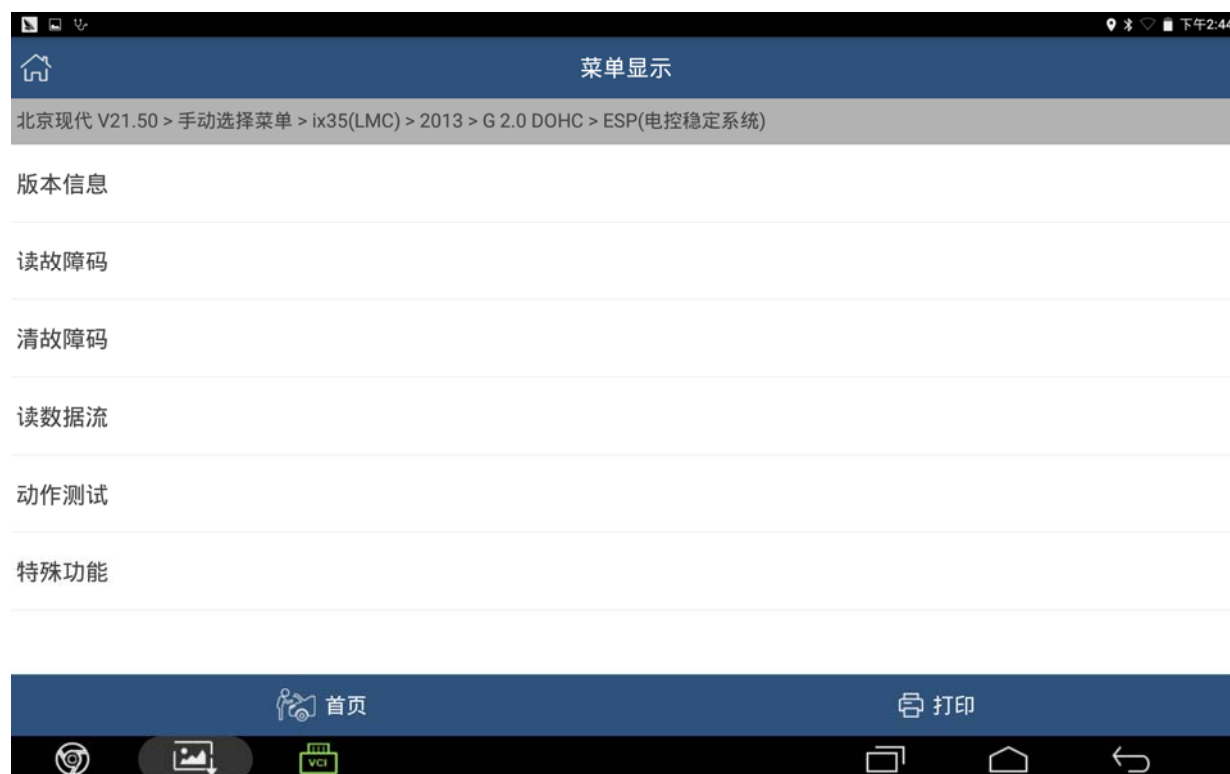 下午2:44
菜单显示
北京现代 V21.50 > 手动选择菜单 > ix35(LMC) > 2013 > G 2.0 DOHC > ESP(电控稳定系统)
版本信息
读故障码
清故障码
读数据流
动作测试
特殊功能
首页
打印
VCI